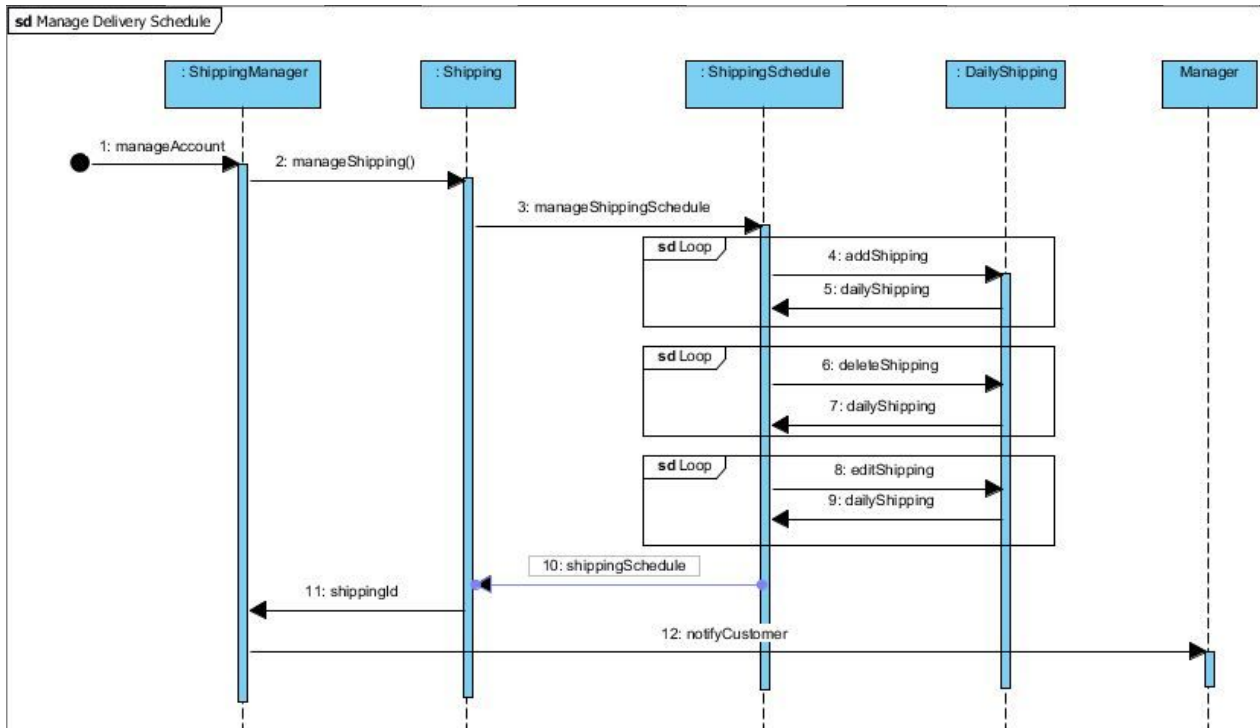 sd Manage Delivery Schedule
: ShippingManager
: Shipping
: ShippingSchedule
: DailyShipping
Manager
1: manageAccount
2: manageShipping()
3: manageShippingSchedule
sd Loop
4: addShipping
5: dailyShipping
sd Loop
6: deleteShipping
7: dailyShipping
sd Loop
8: editShipping
9: dailyShipping
10: shippingSchedule
11: shippingId
12: notifyCustomer